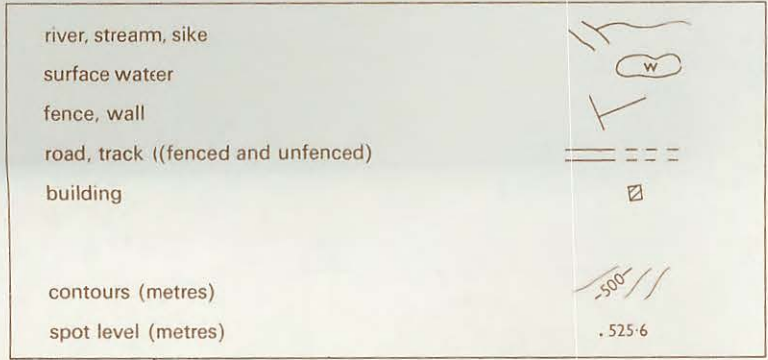 river, stream, sike
surface water W
fence, wall
road, track ((fenced and unfenced)
building
contours (metres) -500-
spot level (metres) . 525·6